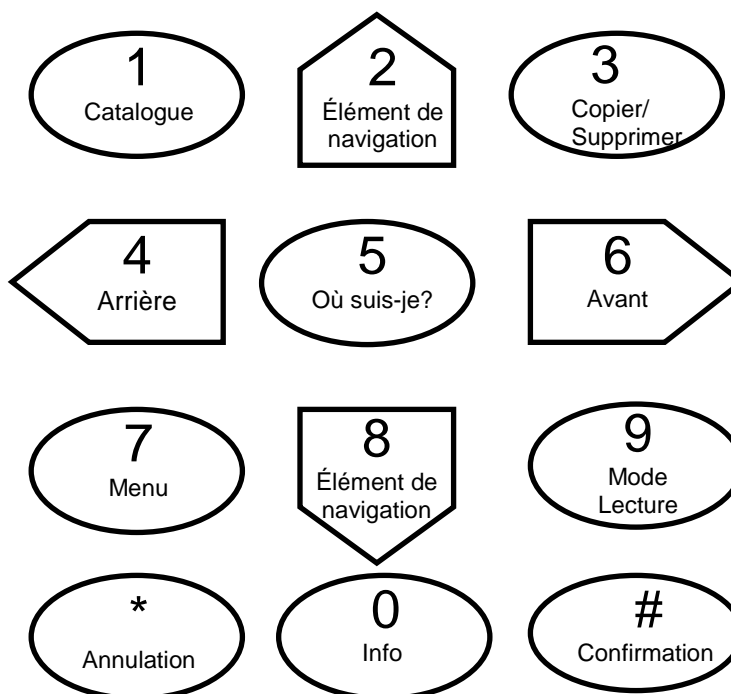 1
Catalogue
2
Élément de
navigation
3
Copier/
Supprimer
4
Arrière
5
Où suis-je?
6
Avant
7
Menu
8
Élément de
navigation
9
Mode
Lecture
*
Annulation
0
Info
#
Confirmation